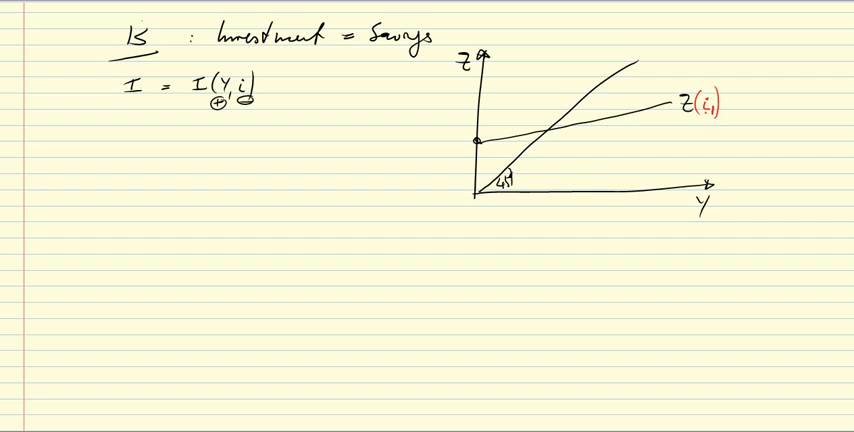 IS : Investment = Savings
I = I(Y, i)
+ -
Z
Z(i₁)
45°
Y